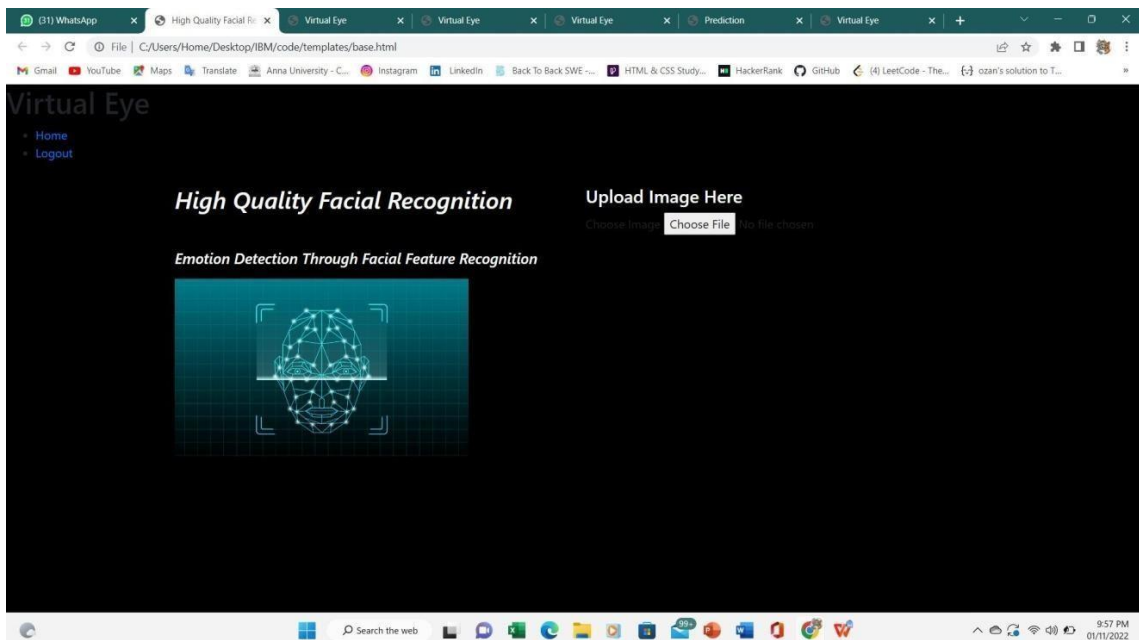 (31) WhatsApp High Quality Facial Re Virtual Eye Virtual Eye Virtual Eye Prediction Virtual Eye
File C:/Users/Home/Desktop/IBM/code/templates/base.html
Gmail YouTube Maps Translate Anna University - C... Instagram LinkedIn Back To Back SWE -... HTML & CSS Study... HackerRank GitHub (4) LeetCode - The... ozan's solution to T...
Virtual Eye
Home
Logout
High Quality Facial Recognition
Emotion Detection Through Facial Feature Recognition
Upload Image Here
Choose Image Choose File No file chosen
Search the web 99+ 9:57 PM
01/11/2022